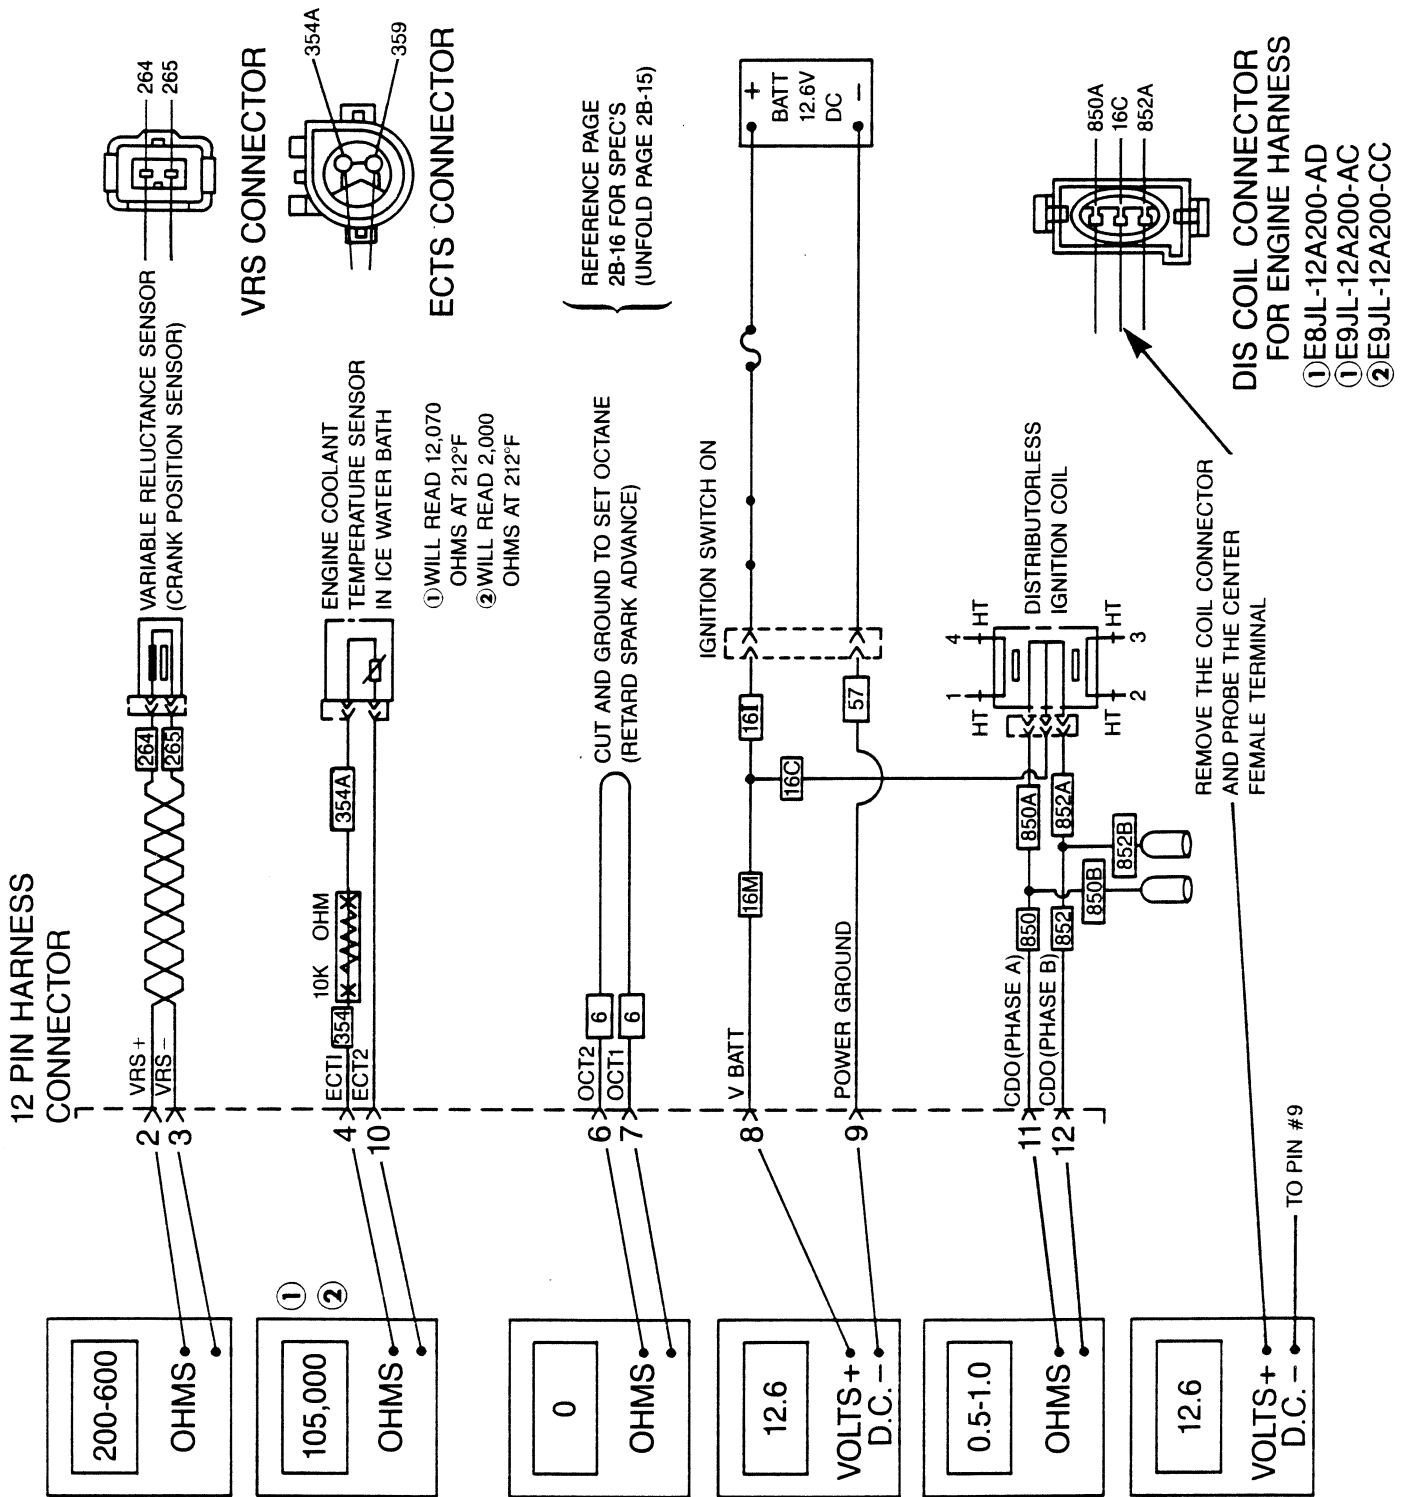 12 PIN HARNESS
CONNECTOR
200-600
OHMS
2
3
VRS+
VRS-
264
265
VARIABLE RELUCTANCE SENSOR
(CRANK POSITION SENSOR)
264
265
VRS CONNECTOR
105,000
OHMS
①
②
4
10
ECT1
ECT2
354
10K OHM
354A
ENGINE COOLANT
TEMPERATURE SENSOR
IN ICE WATER BATH
①WILL READ 12,070
OHMS AT 212°F
②WILL READ 2,000
OHMS AT 212°F
354A
359
ECTS CONNECTOR
0
OHMS
6
7
OCT2
OCT1
6
6
CUT AND GROUND TO SET OCTANE
(RETARD SPARK ADVANCE)
REFERENCE PAGE
2B-16 FOR SPEC'S
(UNFOLD PAGE 2B-15)
12.6
VOLTS+
D.C. -
8
9
V BATT
POWER GROUND
16M
16C
16I
57
IGNITION SWITCH ON
+
BATT
12.6V
DC
-
0.5-1.0
OHMS
11
12
CDO(PHASE A)
CDO(PHASE B)
850
852
850B
852B
850A
852A
HT
1
4
HT
HT
2
3
HT
DISTRIBUTORLESS
IGNITION COIL
12.6
VOLTS+
D.C. -
TO PIN #9
REMOVE THE COIL CONNECTOR
AND PROBE THE CENTER
FEMALE TERMINAL
850A
16C
852A
DIS COIL CONNECTOR
FOR ENGINE HARNESS
①E8JL-12A200-AD
①E9JL-12A200-AC
②E9JL-12A200-CC